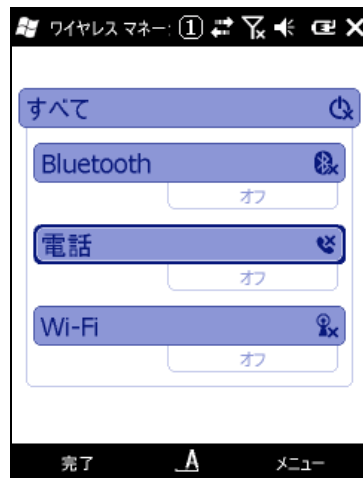 ワイヤレス マネー: 1
すべて
Bluetooth
オフ
電話
オフ
Wi-Fi
オフ
完了 A メニュー